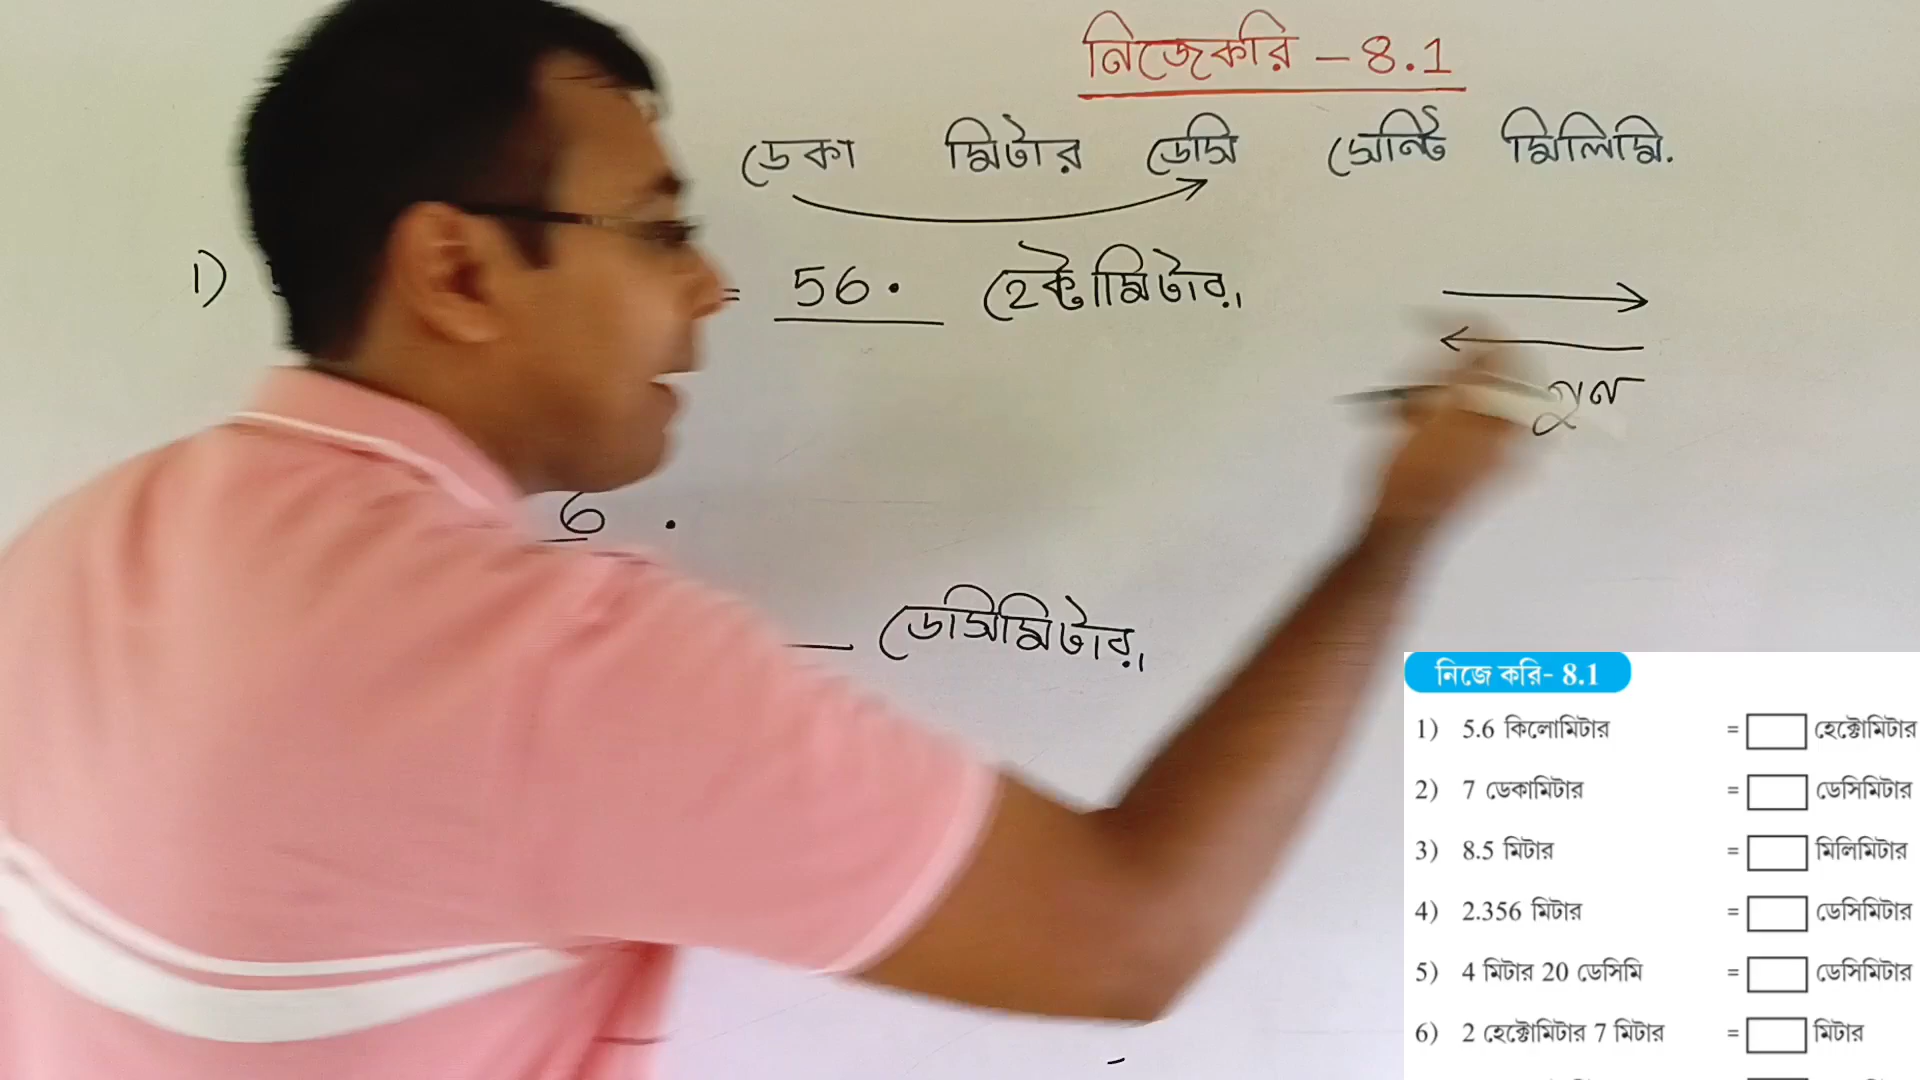 নিজেকরি – 8.1
ডেকা মিটার ডেসি সেন্টি মিলিমি.
1) = 56. হেক্টোমিটার।
গুন
6 .
ডেসিমিটার।
নিজে করি- 8.1
1) 5.6 কিলোমিটার = হেক্টোমিটার
2) 7 ডেকামিটার = ডেসিমিটার
3) 8.5 মিটার = মিলিমিটার
4) 2.356 মিটার = ডেসিমিটার
5) 4 মিটার 20 ডেসিমি = ডেসিমিটার
6) 2 হেক্টোমিটার 7 মিটার = মিটার